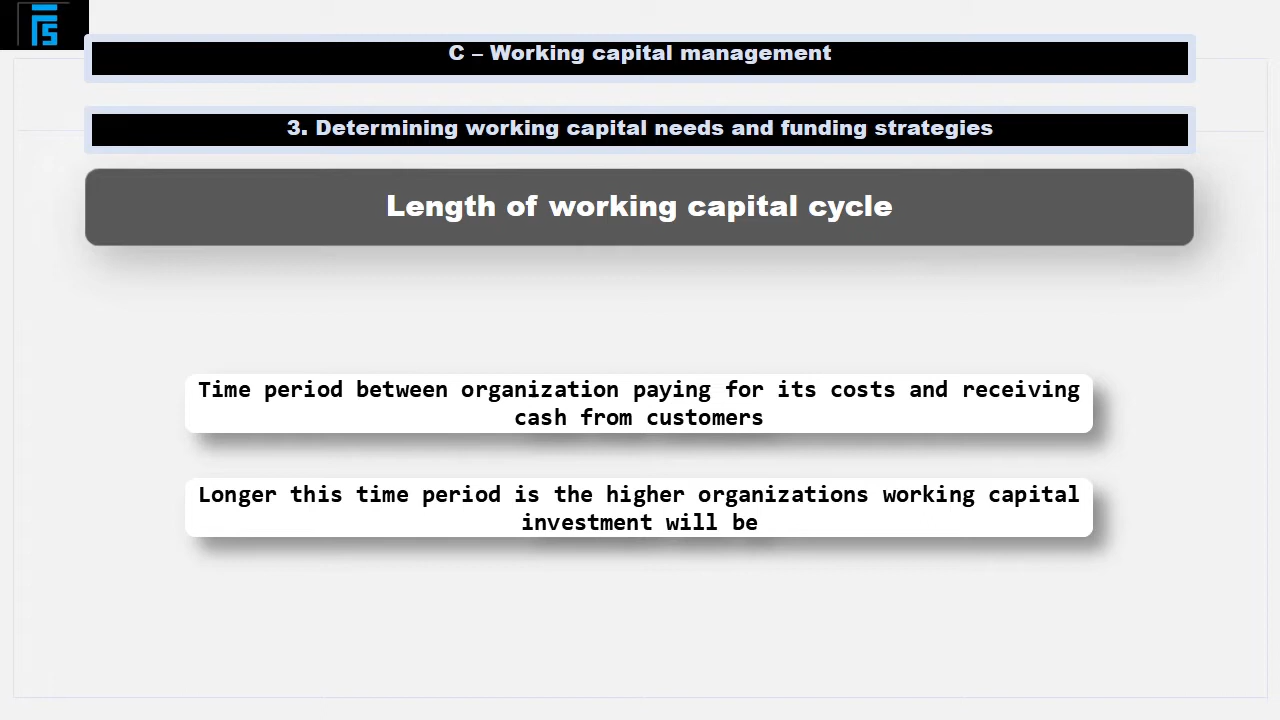 C – Working capital management
3. Determining working capital needs and funding strategies
Length of working capital cycle
Time period between organization paying for its costs and receiving
cash from customers
Longer this time period is the higher organizations working capital
investment will be